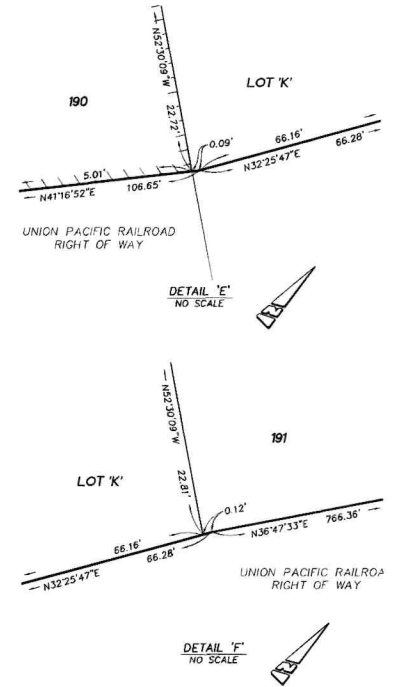 N52°30'09"W
LOT 'K'
190
22.72'
0.09'
66.16'
66.28'
N32°25'47"E
5.01'
106.65'
N41°16'52"E
UNION PACIFIC RAILROAD
RIGHT OF WAY
DETAIL 'E'
NO SCALE
N52°30'09"W
191
LOT 'K'
22.81'
0.12'
766.36'
N36°47'33"E
66.16'
66.28'
N32°25'47"E
UNION PACIFIC RAILROA
RIGHT OF WAY
DETAIL 'F'
NO SCALE